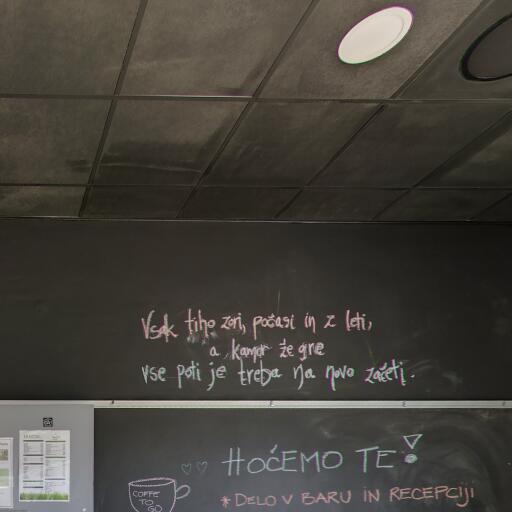 Vsak tiho zori, počasi in z leti,
a kamor že gre
vse poti je treba na novo začeti.
HOĆEMO TE!
COFFE
TO
GO
* DELO V BARU IN RECEPCIJI